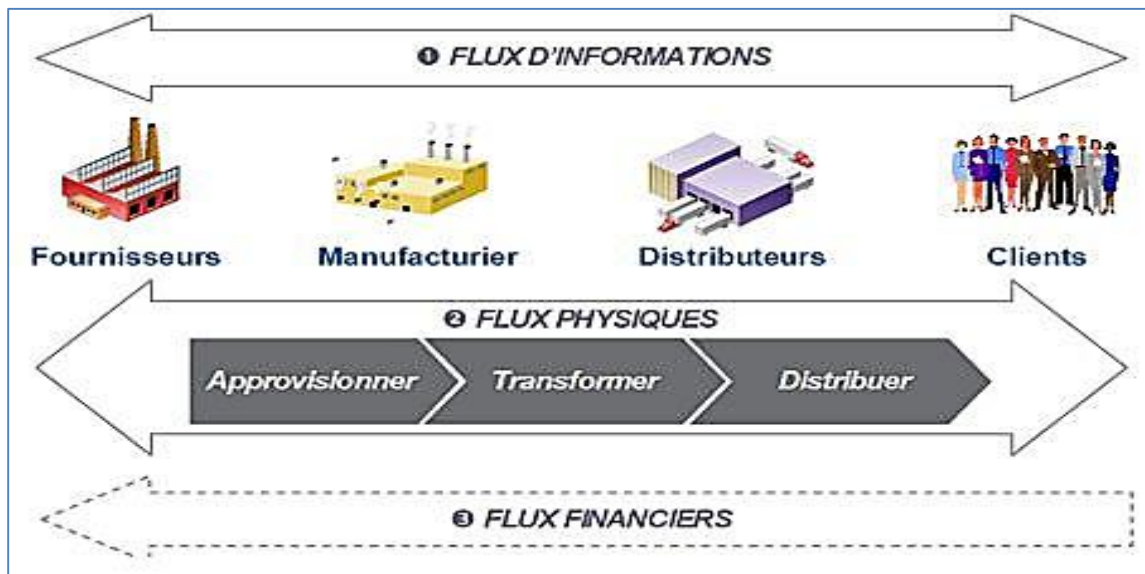 ❶ FLUX D'INFORMATIONS
Fournisseurs Manufacturier Distributeurs Clients
❷ FLUX PHYSIQUES
Approvisionner Transformer Distribuer
❸ FLUX FINANCIERS